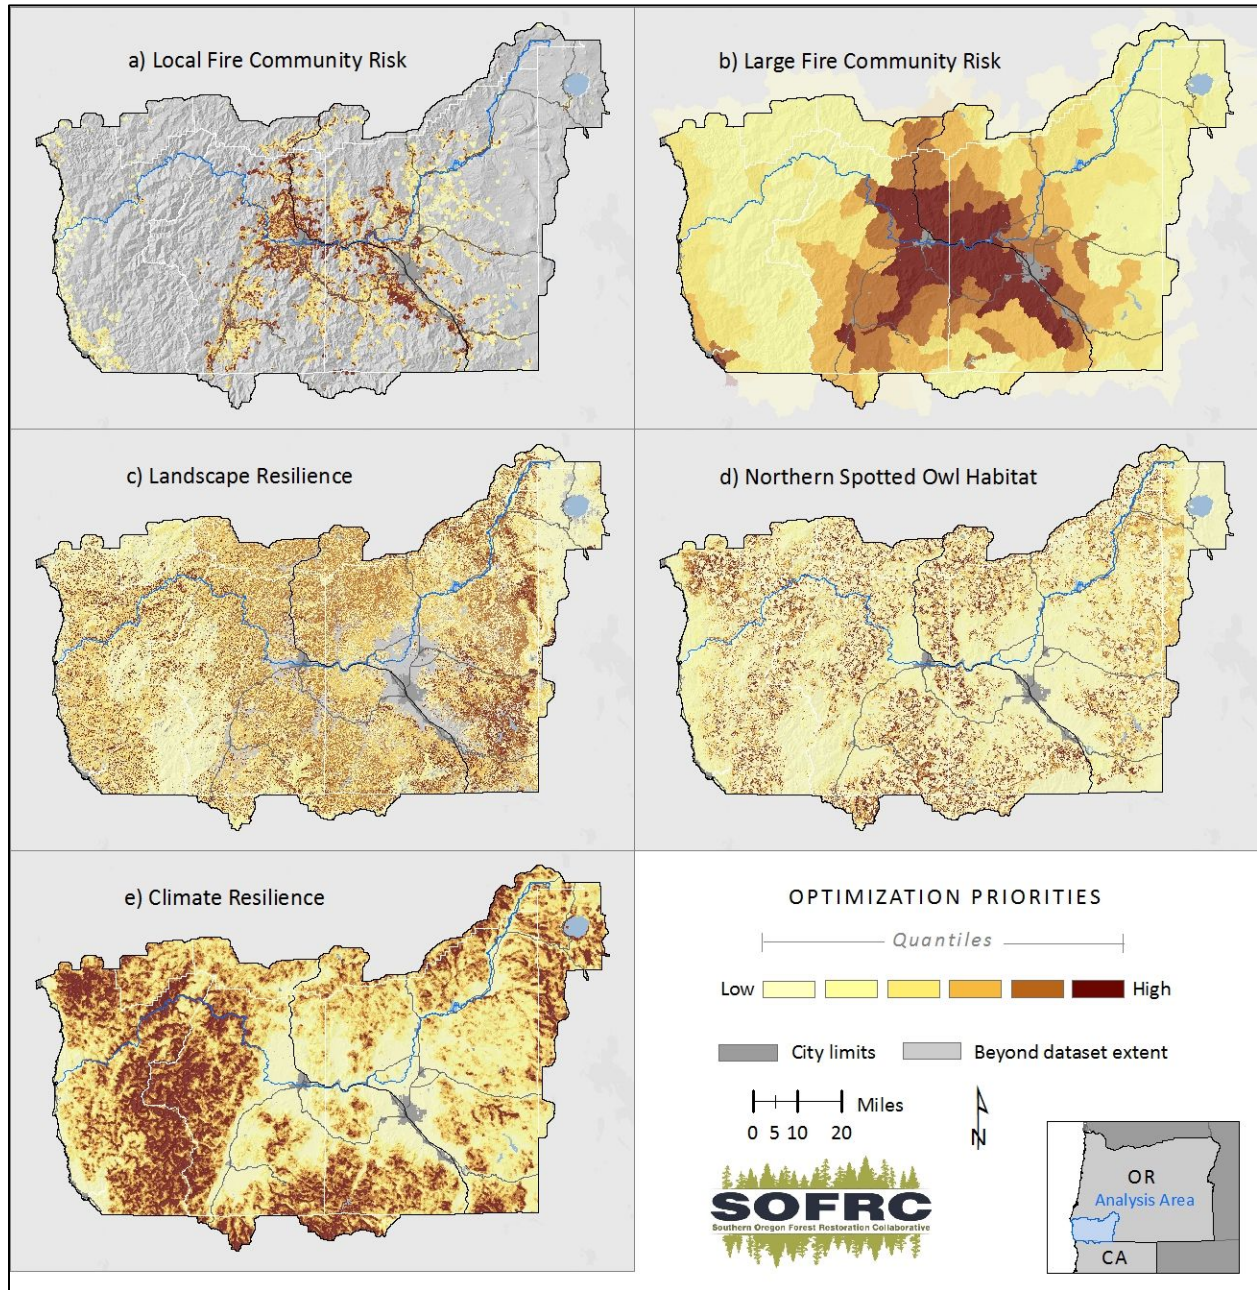 a) Local Fire Community Risk
b) Large Fire Community Risk
c) Landscape Resilience
d) Northern Spotted Owl Habitat
e) Climate Resilience
OPTIMIZATION PRIORITIES
Quantiles
Low High
City limits Beyond dataset extent
Miles
0 5 10 20
N
SOFRC
Southern Oregon Forest Restoration Collaborative
OR
Analysis Area
CA